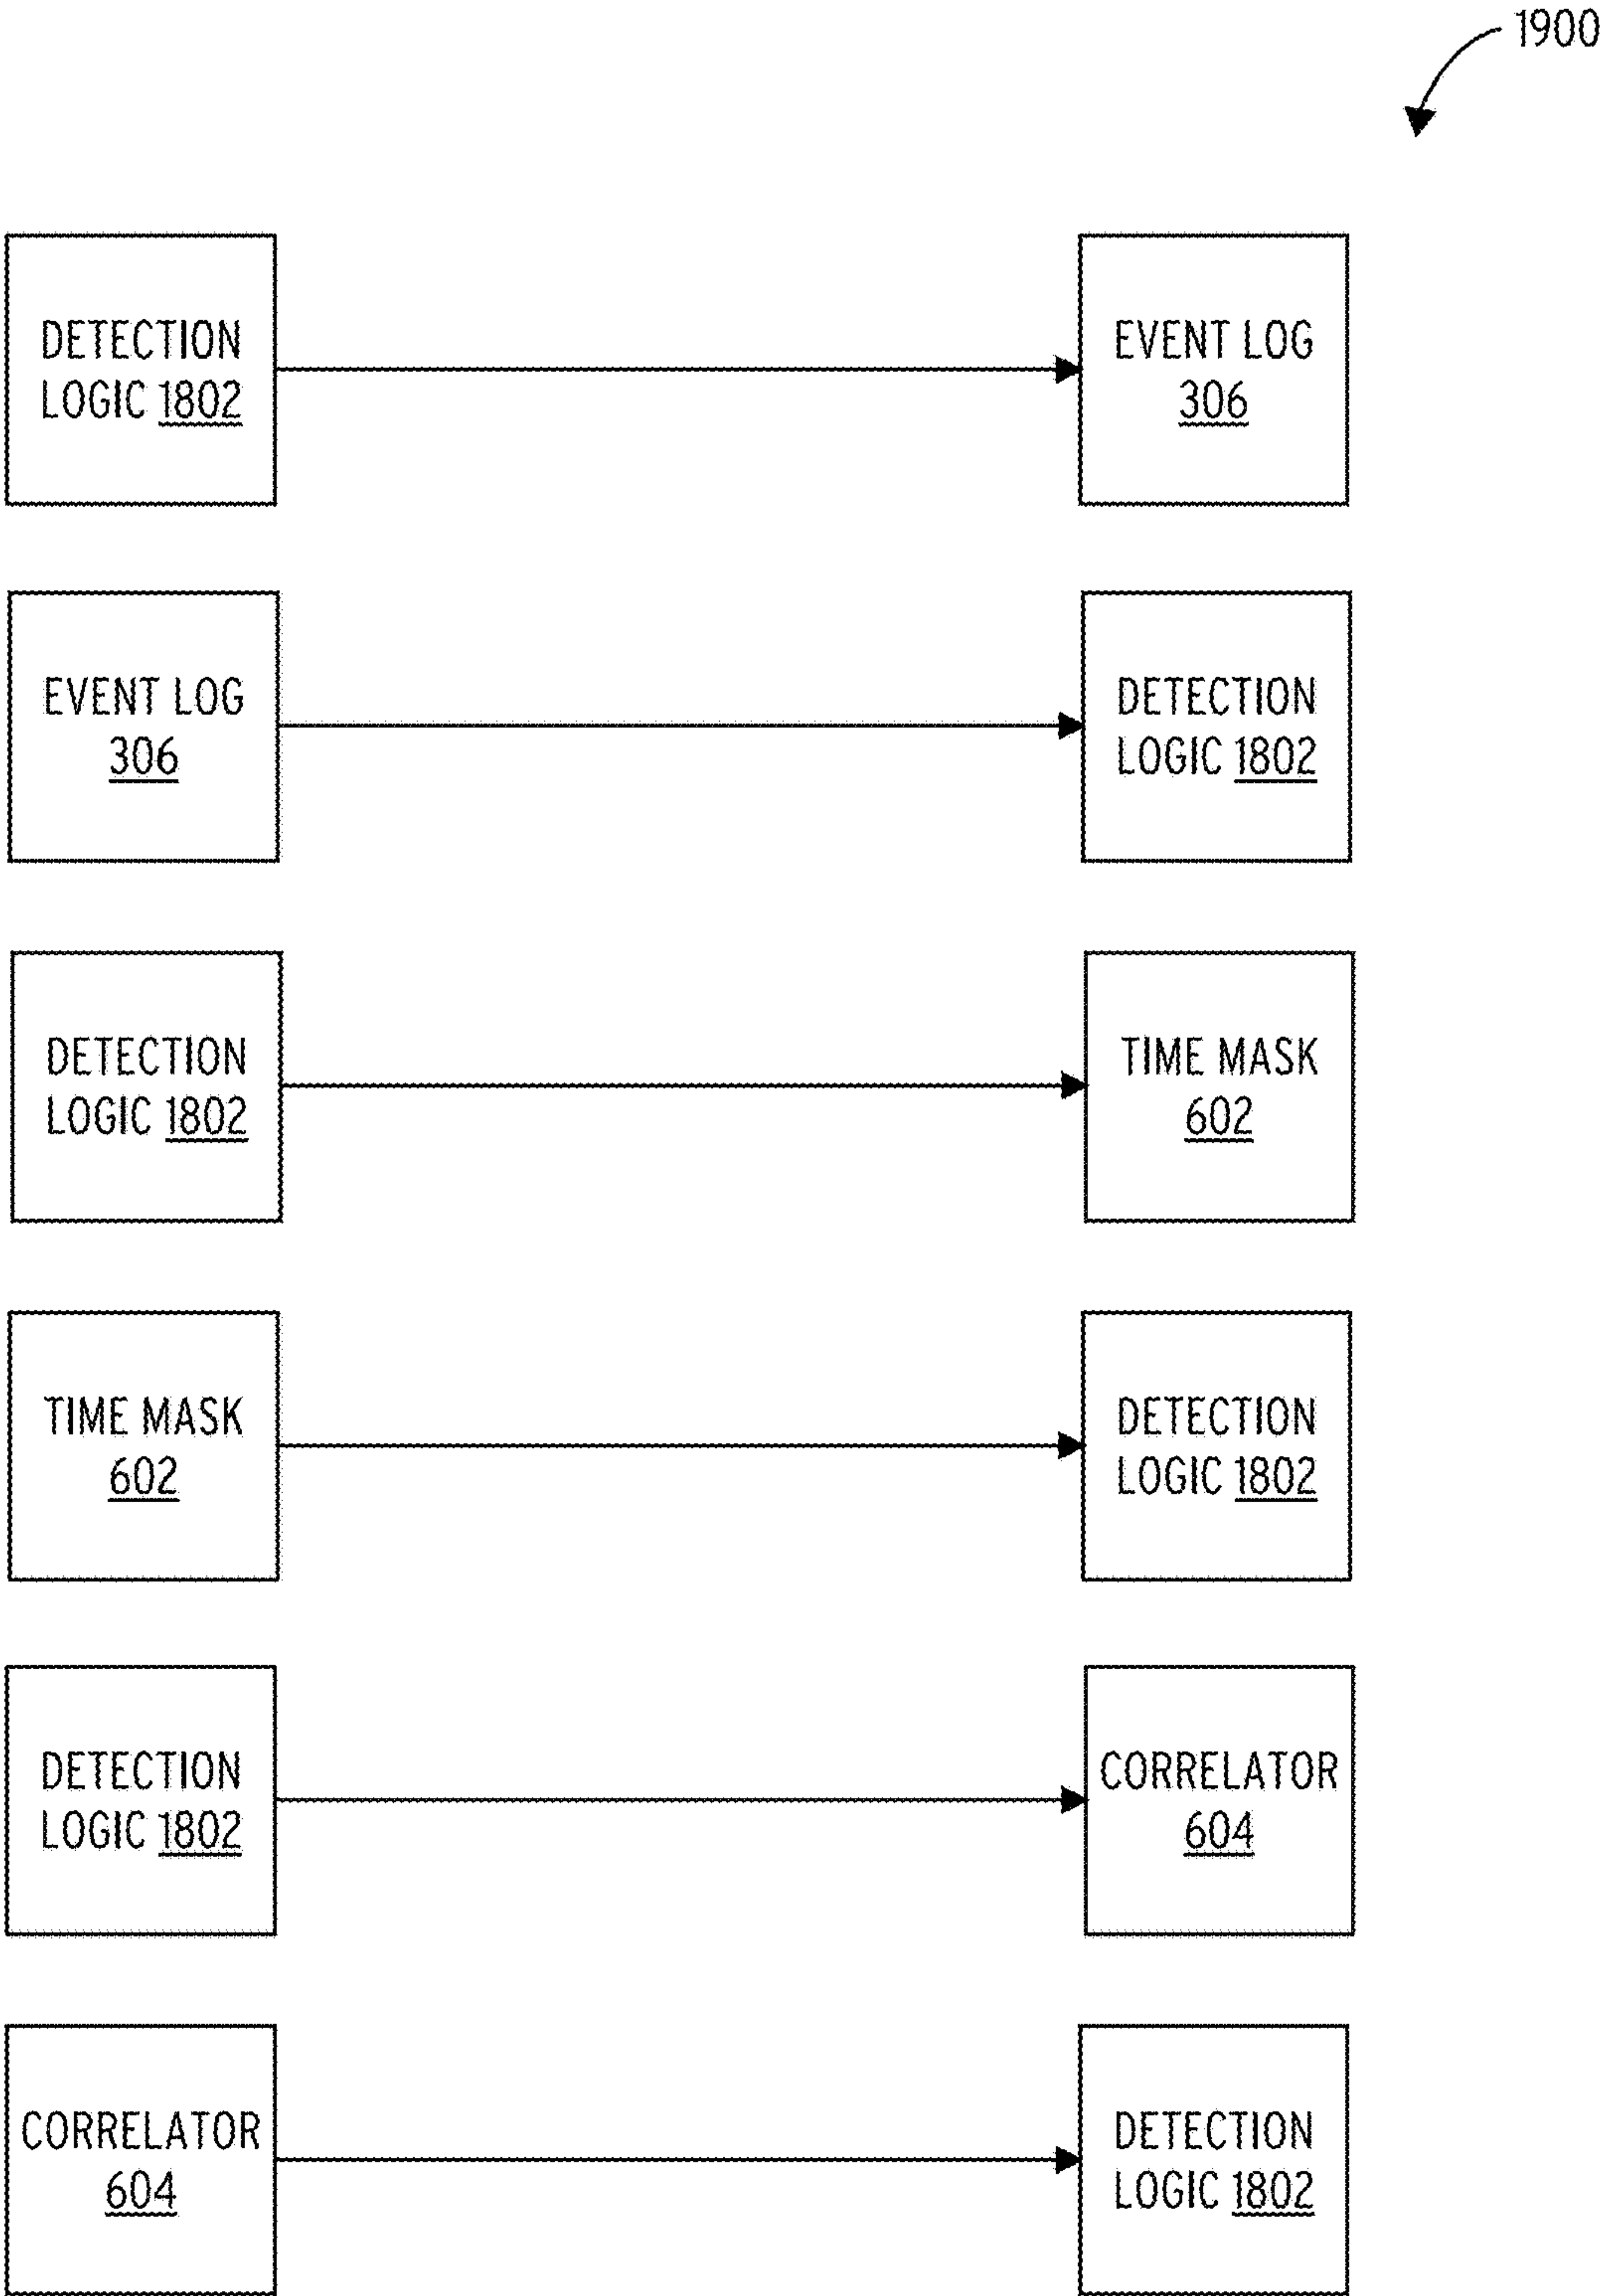 1900
DETECTION
LOGIC 1802
EVENT LOG
306
EVENT LOG
306
DETECTION
LOGIC 1802
DETECTION
LOGIC 1802
TIME MASK
602
TIME MASK
602
DETECTION
LOGIC 1802
DETECTION
LOGIC 1802
CORRELATOR
604
CORRELATOR
604
DETECTION
LOGIC 1802